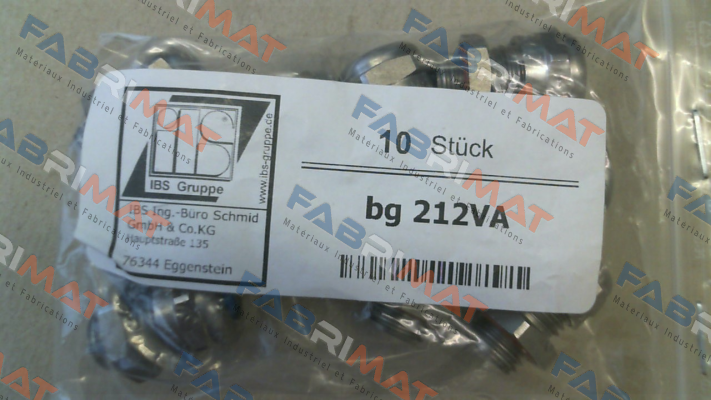 IBS
IBS Gruppe
www.ibs-gruppe.de
IBS Ing.-Büro Schmid
GmbH & Co.KG
Hauptstraße 135
76344 Eggenstein
10 Stück
bg 212VA
FABRIMAT
Materiaux Industriel et Fabrications